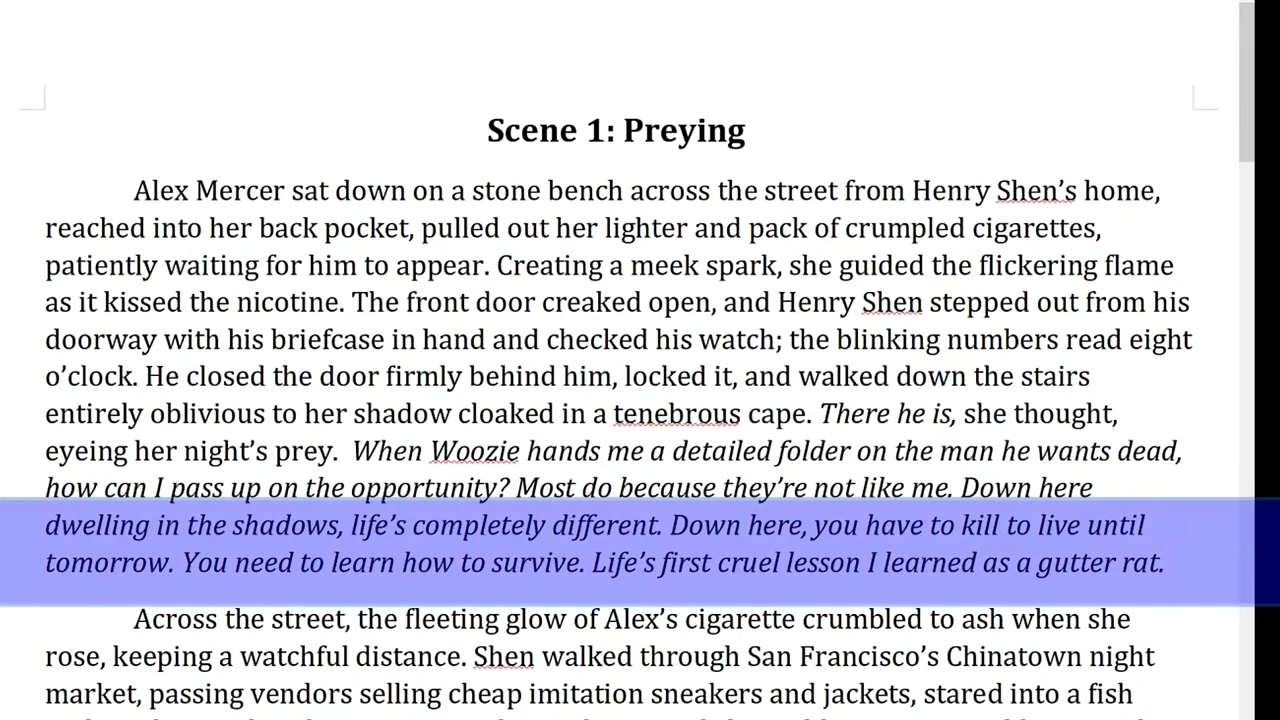 Scene 1: Preying
Alex Mercer sat down on a stone bench across the street from Henry Shen’s home,
reached into her back pocket, pulled out her lighter and pack of crumpled cigarettes,
patiently waiting for him to appear. Creating a meek spark, she guided the flickering flame
as it kissed the nicotine. The front door creaked open, and Henry Shen stepped out from his
doorway with his briefcase in hand and checked his watch; the blinking numbers read eight
o’clock. He closed the door firmly behind him, locked it, and walked down the stairs
entirely oblivious to her shadow cloaked in a tenebrous cape. There he is, she thought,
eyeing her night’s prey.  When Woozie hands me a detailed folder on the man he wants dead,
how can I pass up on the opportunity? Most do because they’re not like me. Down here
dwelling in the shadows, life’s completely different. Down here, you have to kill to live until
tomorrow. You need to learn how to survive. Life’s first cruel lesson I learned as a gutter rat.
Across the street, the fleeting glow of Alex’s cigarette crumbled to ash when she
rose, keeping a watchful distance. Shen walked through San Francisco’s Chinatown night
market, passing vendors selling cheap imitation sneakers and jackets, stared into a fish